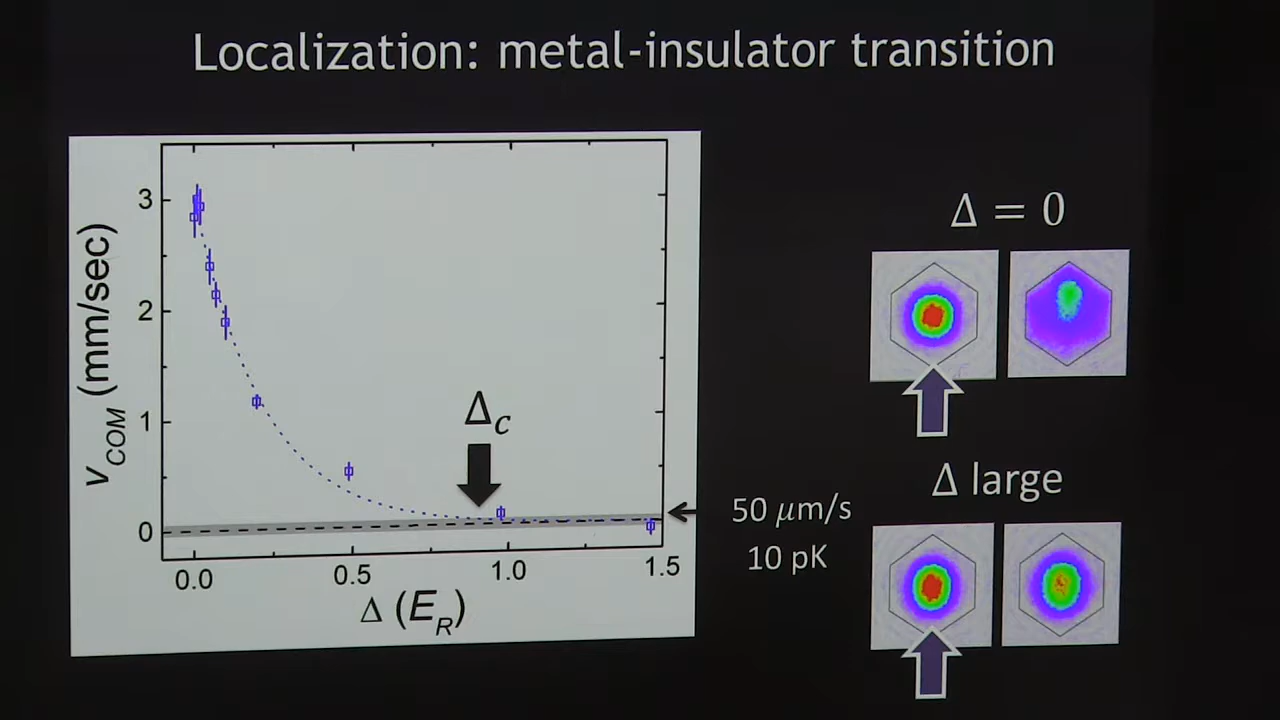 Localization: metal-insulator transition
3
2
1
0
v_COM (mm/sec)
0.0 0.5 1.0 1.5
Δ (E_R)
Δ_c
50 μm/s
10 pK
Δ = 0
Δ large